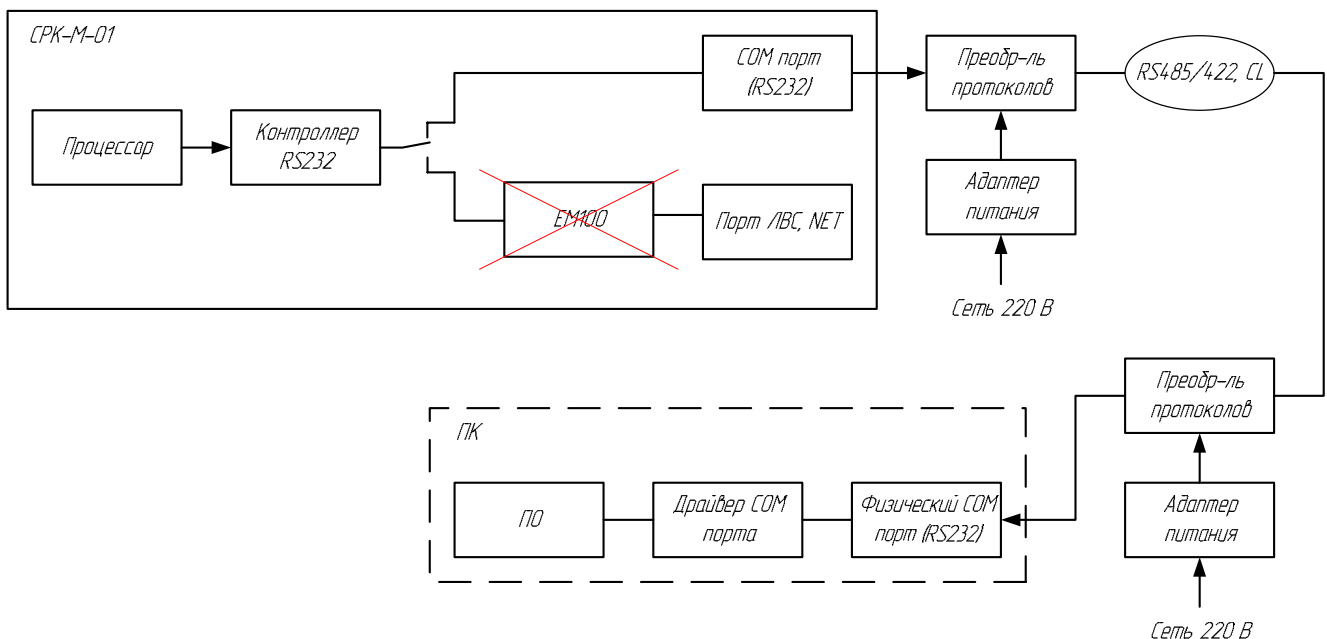 СРК-М-01
COM порт
(RS232)
Преобр-ль
протоколов
RS485/422, CL
Процессор
Контроллер
RS232
Адаптер
питания
EM100
Порт ЛВС, NET
Сеть 220 В
Преобр-ль
протоколов
ПК
ПО
Драйвер COM
порта
Физический COM
порт (RS232)
Адаптер
питания
Сеть 220 В